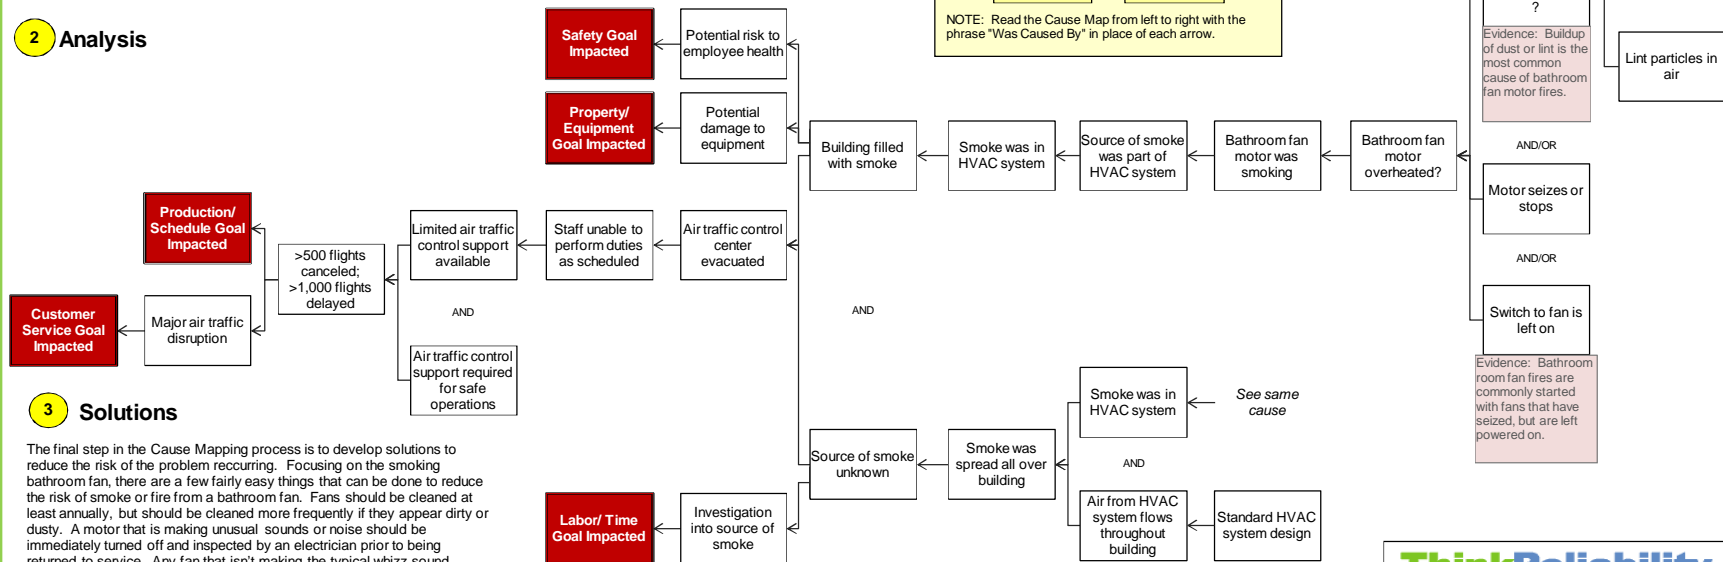 2 Analysis
Safety Goal
Impacted
Potential risk to
employee health
NOTE:  Read the Cause Map from left to right with the
phrase "Was Caused By" in place of each arrow.
?
Evidence:  Buildup
of dust or lint is the
most common
cause of bathroom
fan motor fires.
Lint particles in
air
Property/
Equipment
Goal Impacted
Potential
damage to
equipment
Building filled
with smoke
Smoke was in
HVAC system
Source of smoke
was part of
HVAC system
Bathroom fan
motor was
smoking
Bathroom fan
motor
overheated?
AND/OR
Motor seizes or
stops
AND/OR
Switch to fan is
left on
Evidence:  Bathroom
room fan fires are
commonly started
with fans that have
seized, but are left
powered on.
Production/
Schedule Goal
Impacted
>500 flights
canceled;
>1,000 flights
delayed
Limited air traffic
control support
available
Staff unable to
perform duties
as scheduled
Air traffic control
center
evacuated
AND
AND
Customer
Service Goal
Impacted
Major air traffic
disruption
Air traffic control
support required
for safe
operations
Smoke was in
HVAC system
See same
cause
Source of smoke
unknown
Smoke was
spread all over
building
AND
Air from HVAC
system flows
throughout
building
Standard HVAC
system design
Labor/ Time
Goal Impacted
Investigation
into source of
smoke
3 Solutions
The final step in the Cause Mapping process is to develop solutions to
reduce the risk of the problem reccurring.  Focusing on the smoking
bathroom fan, there are a few fairly easy things that can be done to reduce
the risk of smoke or fire from a bathroom fan.  Fans should be cleaned at
least annually, but should be cleaned more frequently if they appear dirty or
dusty.  A motor that is making unusual sounds or noise should be
immediately turned off and inspected by an electrician prior to being
returned to service.  Any fan that isn't making the typical whizz sound
ThinkReliability